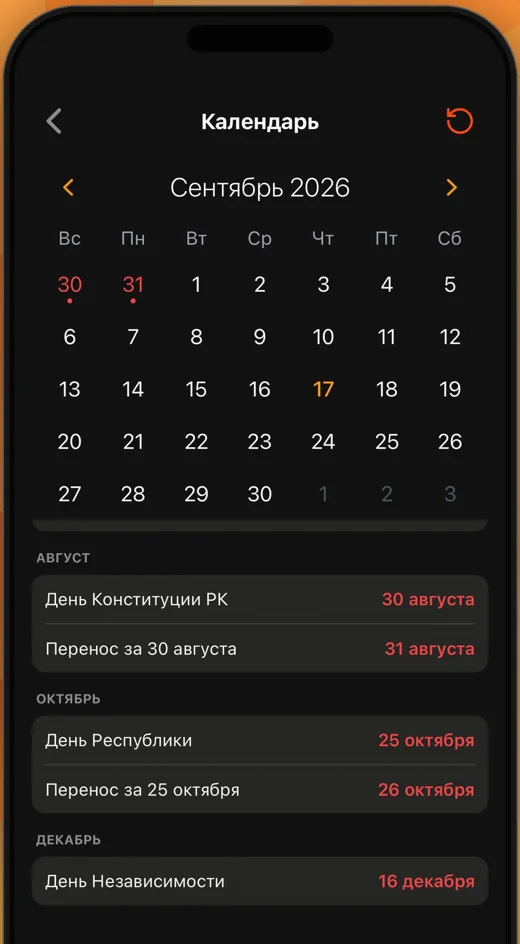 Календарь
Сентябрь 2026
Вс Пн Вт Ср Чт Пт Сб
30 31 1 2 3 4 5
6 7 8 9 10 11 12
13 14 15 16 17 18 19
20 21 22 23 24 25 26
27 28 29 30 1 2 3
АВГУСТ
День Конституции РК 30 августа
Перенос за 30 августа 31 августа
ОКТЯБРЬ
День Республики 25 октября
Перенос за 25 октября 26 октября
ДЕКАБРЬ
День Независимости 16 декабря